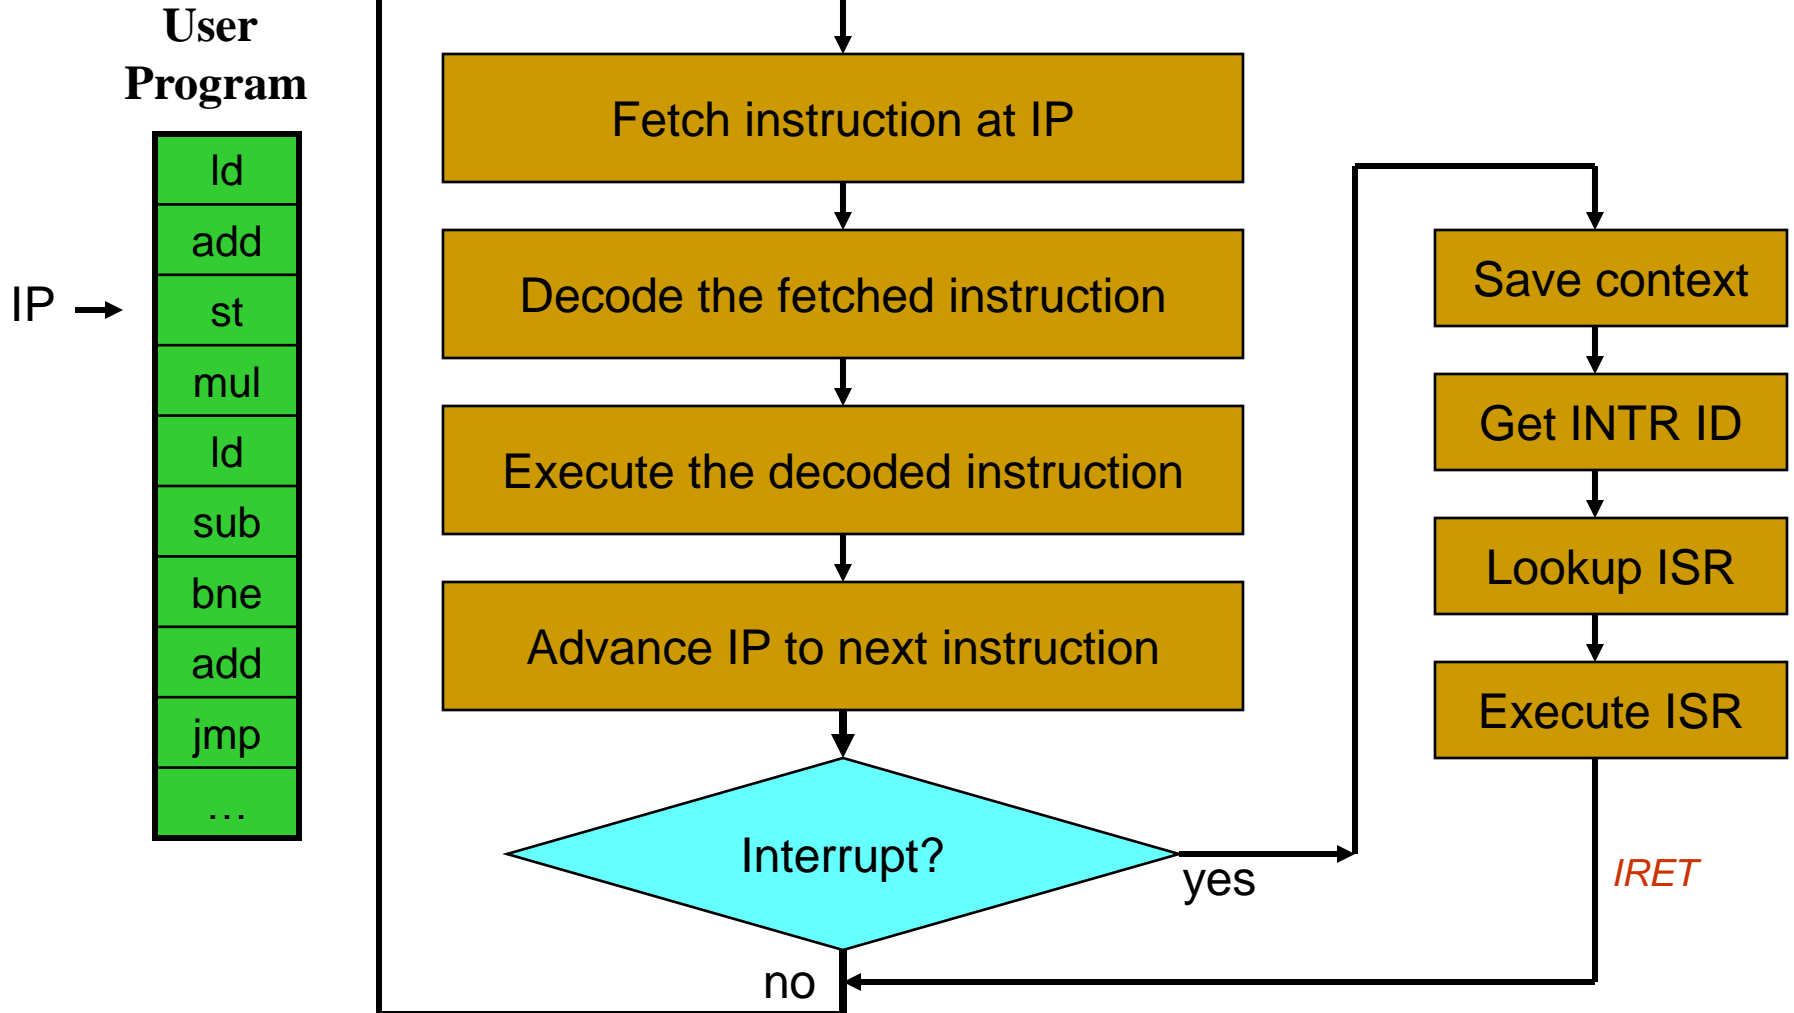 User
Program
IP
ld
add
st
mul
ld
sub
bne
add
jmp
…
Fetch instruction at IP
Decode the fetched instruction
Execute the decoded instruction
Advance IP to next instruction
Interrupt?
yes
no
Save context
Get INTR ID
Lookup ISR
Execute ISR
IRET